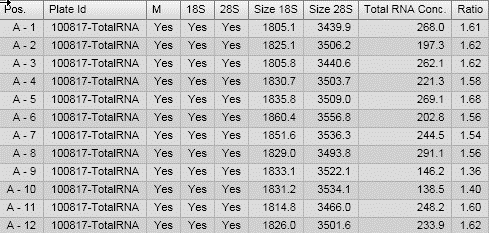 Pos. Plate Id M 18S 28S Size 18S Size 28S Total RNA Conc. Ratio
A - 1 100817-TotalRNA Yes Yes Yes 1805.1 3439.9 268.0 1.61
A - 2 100817-TotalRNA Yes Yes Yes 1825.1 3506.2 197.3 1.62
A - 3 100817-TotalRNA Yes Yes Yes 1805.8 3440.6 262.1 1.62
A - 4 100817-TotalRNA Yes Yes Yes 1830.7 3503.7 221.3 1.58
A - 5 100817-TotalRNA Yes Yes Yes 1835.8 3509.0 269.1 1.68
A - 6 100817-TotalRNA Yes Yes Yes 1860.4 3556.8 202.8 1.56
A - 7 100817-TotalRNA Yes Yes Yes 1851.6 3536.3 244.5 1.54
A - 8 100817-TotalRNA Yes Yes Yes 1829.0 3493.8 291.1 1.56
A - 9 100817-TotalRNA Yes Yes Yes 1833.1 3522.1 146.2 1.36
A - 10 100817-TotalRNA Yes Yes Yes 1831.2 3534.1 138.5 1.40
A - 11 100817-TotalRNA Yes Yes Yes 1814.8 3466.0 248.2 1.60
A - 12 100817-TotalRNA Yes Yes Yes 1826.0 3501.6 233.9 1.62